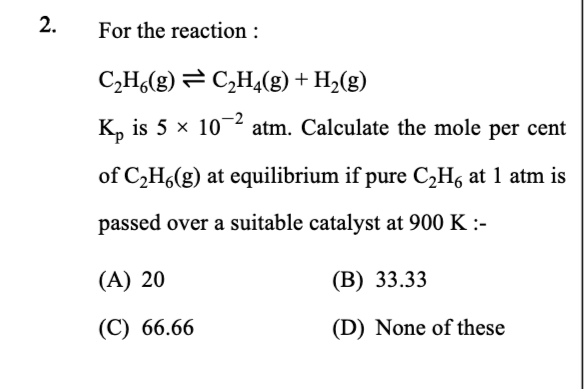 2. For the reaction :
C₂H₆(g) ⇌ C₂H₄(g) + H₂(g)
Kₚ is 5 × 10⁻² atm. Calculate the mole per cent
of C₂H₆(g) at equilibrium if pure C₂H₆ at 1 atm is
passed over a suitable catalyst at 900 K :-
(A) 20 (B) 33.33
(C) 66.66 (D) None of these